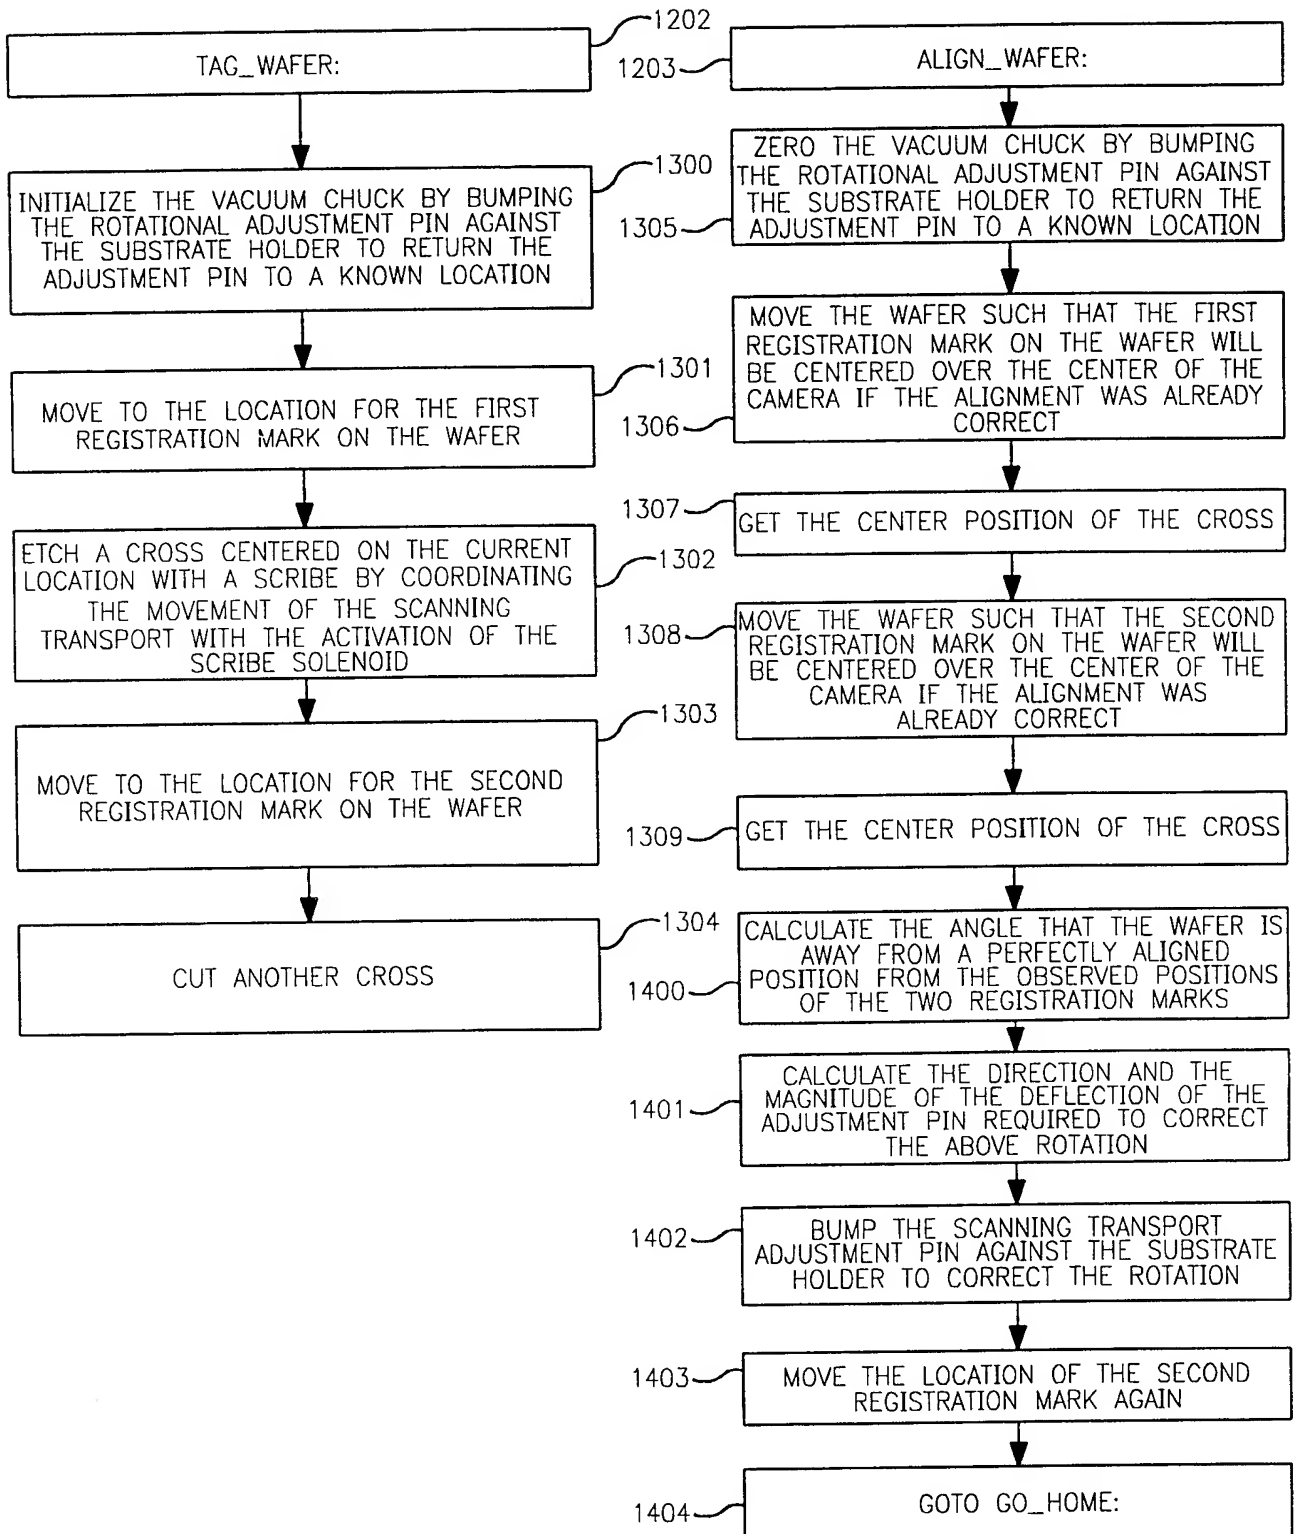 1202
TAG_WAFER:
1300
INITIALIZE THE VACUUM CHUCK BY BUMPING
THE ROTATIONAL ADJUSTMENT PIN AGAINST
THE SUBSTRATE HOLDER TO RETURN THE
ADJUSTMENT PIN TO A KNOWN LOCATION
1301
MOVE TO THE LOCATION FOR THE FIRST
REGISTRATION MARK ON THE WAFER
ETCH A CROSS CENTERED ON THE CURRENT
LOCATION WITH A SCRIBE BY COORDINATING
THE MOVEMENT OF THE SCANNING
TRANSPORT WITH THE ACTIVATION OF THE
SCRIBE SOLENOID
1302
1303
MOVE TO THE LOCATION FOR THE SECOND
REGISTRATION MARK ON THE WAFER
1304
CUT ANOTHER CROSS
1203
ALIGN_WAFER:
ZERO THE VACUUM CHUCK BY BUMPING
THE ROTATIONAL ADJUSTMENT PIN AGAINST
THE SUBSTRATE HOLDER TO RETURN THE
ADJUSTMENT PIN TO A KNOWN LOCATION
1305
MOVE THE WAFER SUCH THAT THE FIRST
REGISTRATION MARK ON THE WAFER WILL
BE CENTERED OVER THE CENTER OF THE
CAMERA IF THE ALIGNMENT WAS ALREADY
CORRECT
1306
1307
GET THE CENTER POSITION OF THE CROSS
1308
MOVE THE WAFER SUCH THAT THE SECOND
REGISTRATION MARK ON THE WAFER WILL
BE CENTERED OVER THE CENTER OF THE
CAMERA IF THE ALIGNMENT WAS
ALREADY CORRECT
1309
GET THE CENTER POSITION OF THE CROSS
CALCULATE THE ANGLE THAT THE WAFER IS
AWAY FROM A PERFECTLY ALIGNED
POSITION FROM THE OBSERVED POSITIONS
OF THE TWO REGISTRATION MARKS
1400
CALCULATE THE DIRECTION AND THE
MAGNITUDE OF THE DEFLECTION OF THE
ADJUSTMENT PIN REQUIRED TO CORRECT
THE ABOVE ROTATION
1401
BUMP THE SCANNING TRANSPORT
ADJUSTMENT PIN AGAINST THE SUBSTRATE
HOLDER TO CORRECT THE ROTATION
1402
1403
MOVE THE LOCATION OF THE SECOND
REGISTRATION MARK AGAIN
1404
GOTO GO_HOME: